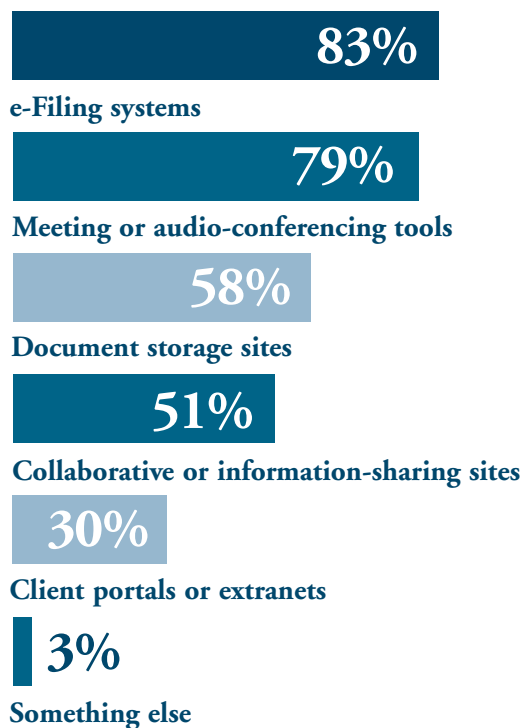 83%
e-Filing systems
79%
Meeting or audio-conferencing tools
58%
Document storage sites
51%
Collaborative or information-sharing sites
30%
Client portals or extranets
3%
Something else